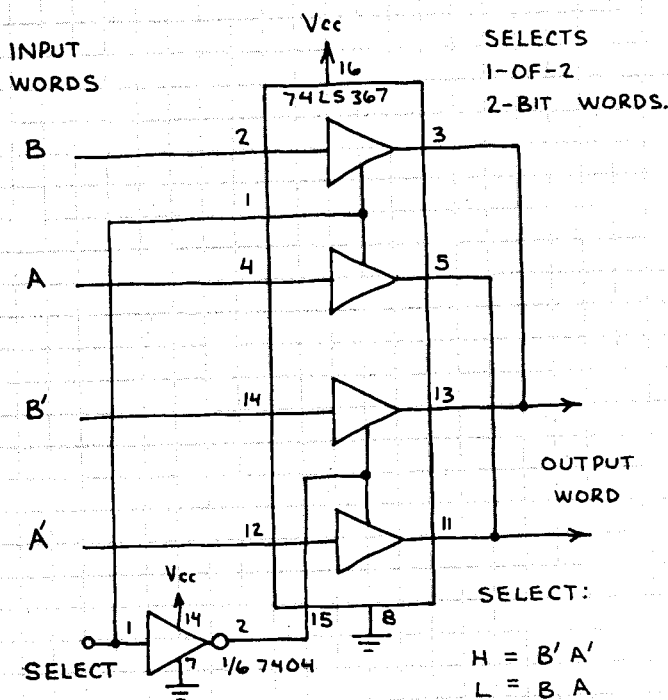 INPUT
WORDS
Vcc
16
SELECTS
1-OF-2
2-BIT WORDS.
74LS367
B
2
3
1
A
4
5
B'
14
13
OUTPUT
WORD
A'
12
11
Vcc
SELECT:
1
14
2
15
8
7
1/6 7404
SELECT
H = B' A'
L = B A